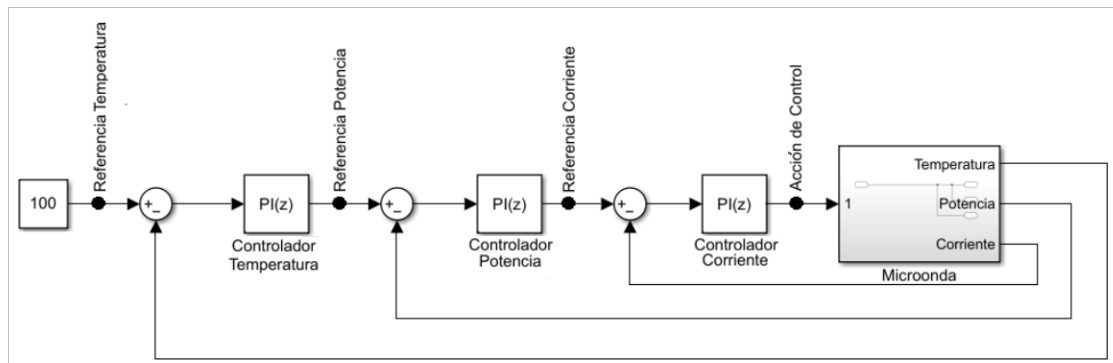 Referencia Temperatura
Referencia Potencia
Referencia Corriente
Acción de Control
100
+
−
PI(z)
Controlador
Temperatura
+
−
PI(z)
Controlador
Potencia
+
−
PI(z)
Controlador
Corriente
1
Temperatura
Potencia
Corriente
Microonda